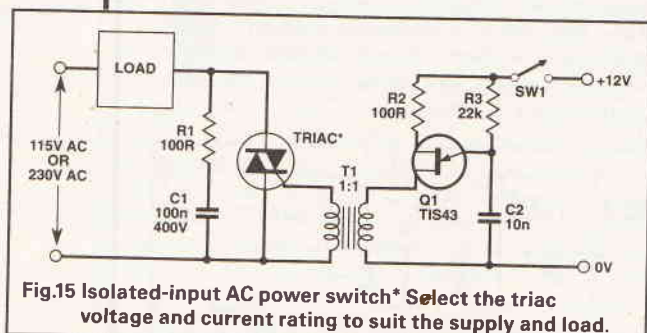 LOAD
115V AC
OR
230V AC
R1
100R
C1
100n
400V
TRIAC*
T1
1:1
R2
100R
R3
22k
SW1
+12V
Q1
TIS43
C2
10n
0V
Fig.15 Isolated-input AC power switch* Select the triac
voltage and current rating to suit the supply and load.